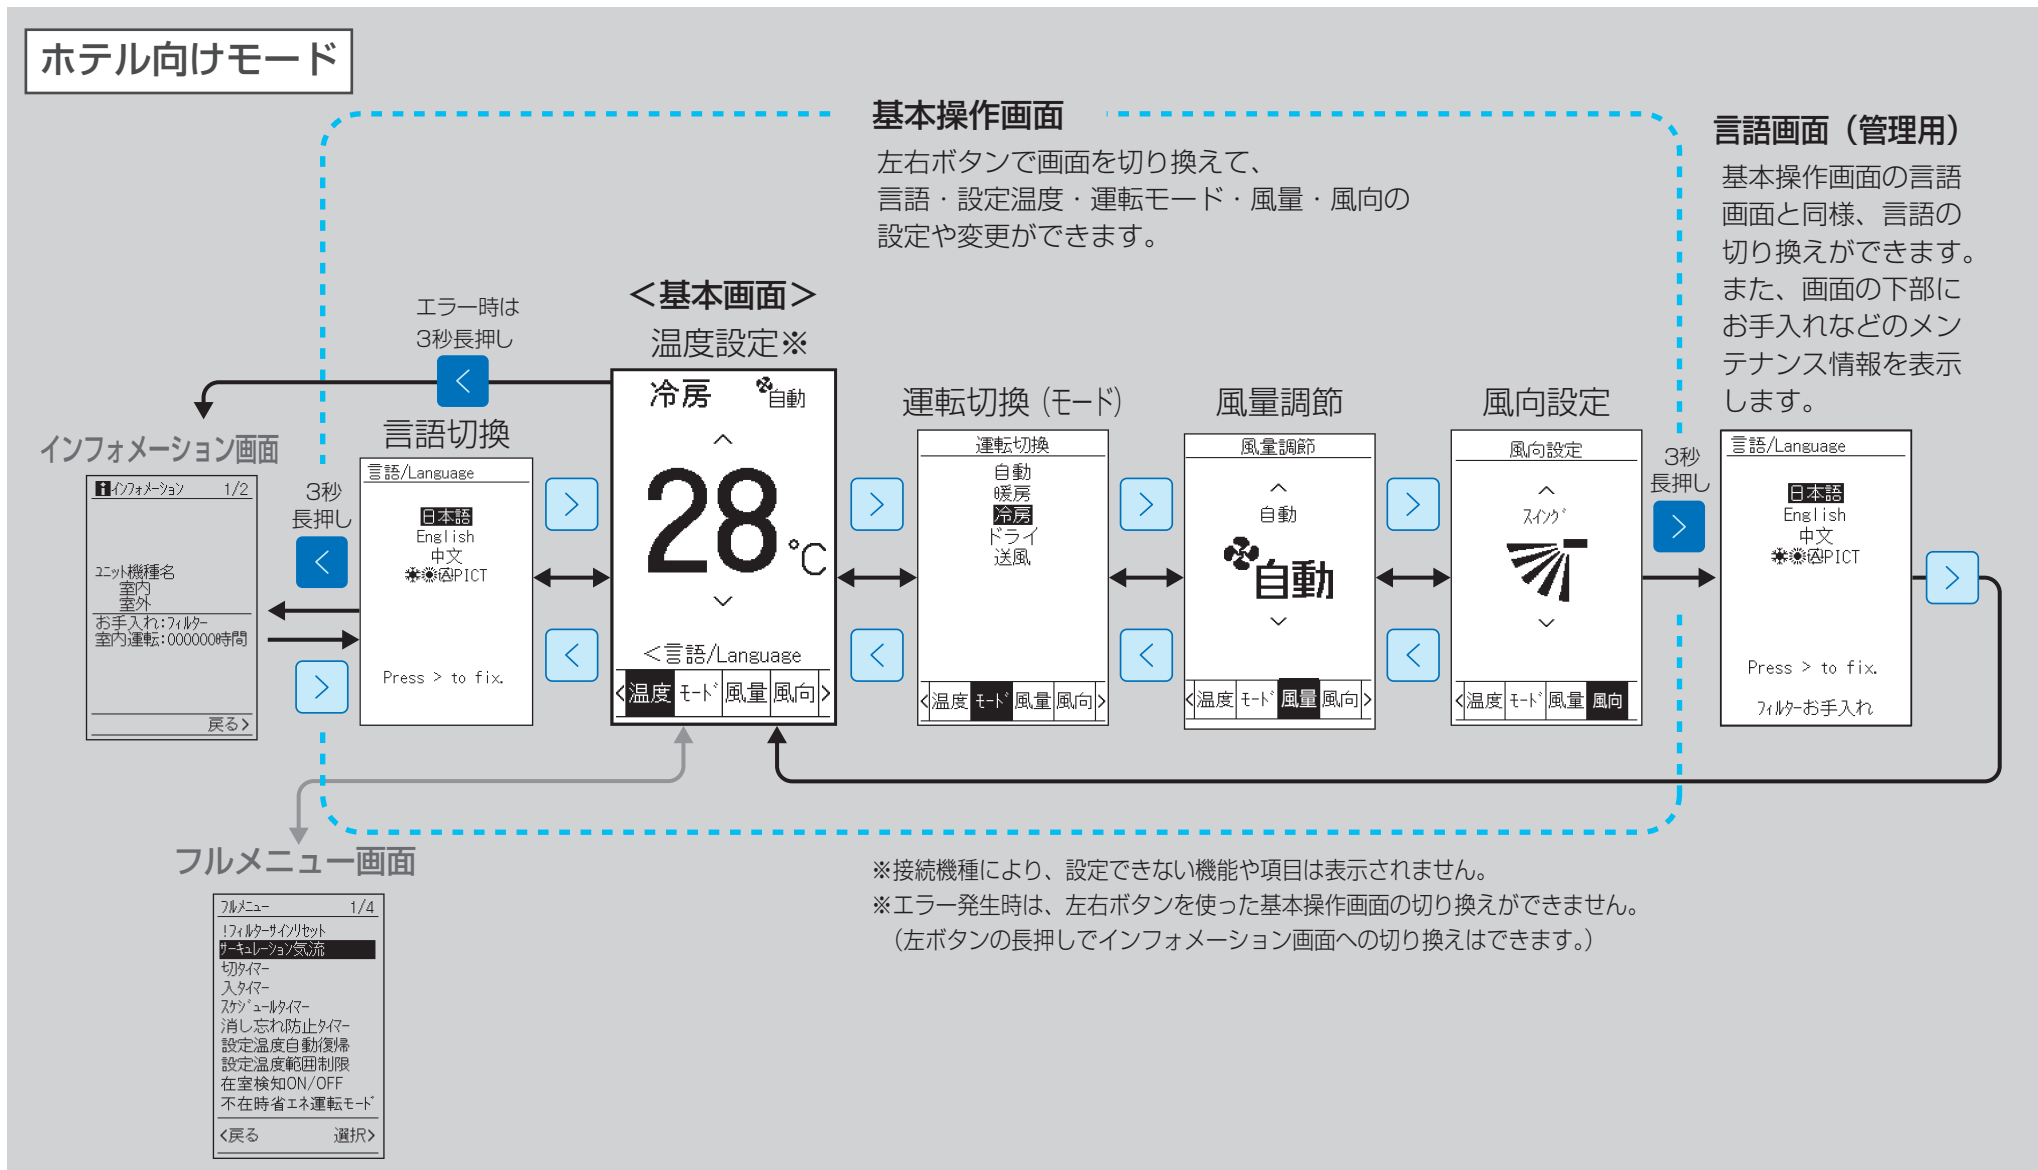 ホテル向けモード
基本操作画面
左右ボタンで画面を切り換えて、
言語・設定温度・運転モード・風量・風向の
設定や変更ができます。
言語画面（管理用）
基本操作画面の言語
画面と同様、言語の
切り換えができます。
また、画面の下部に
お手入れなどのメン
テナンス情報を表示
します。
エラー時は
3秒長押し
<
インフォメーション画面
インフォメーション 1/2
ユニット機種名
室内
室外
お手入れ:フィルター
室内運転:000000時間
戻る>
3秒
長押し
<
>
言語切換
言語/Language
日本語
English
中文
PICT
Press > to fix.
>
<
＜基本画面＞
温度設定※
冷房 自動
28℃
<言語/Language
<温度 モード 風量 風向>
>
<
運転切換（モード）
運転切換
自動
暖房
冷房
ドライ
送風
<温度 モード 風量 風向>
>
<
風量調節
風量調節
自動
自動
<温度 モード 風量 風向>
>
<
風向設定
風向設定
スイング
<温度 モード 風量 風向
3秒
長押し
>
言語/Language
日本語
English
中文
PICT
Press > to fix.
フィルターお手入れ
>
フルメニュー画面
フルメニュー 1/4
!フィルターサインリセット
サーキュレーション気流
切タイマー
入タイマー
スケジュールタイマー
消し忘れ防止タイマー
設定温度自動復帰
設定温度範囲制限
在室検知ON/OFF
不在時省エネ運転モード
<戻る 選択>
※接続機種により、設定できない機能や項目は表示されません。
※エラー発生時は、左右ボタンを使った基本操作画面の切り換えができません。
（左ボタンの長押しでインフォメーション画面への切り換えはできます。）